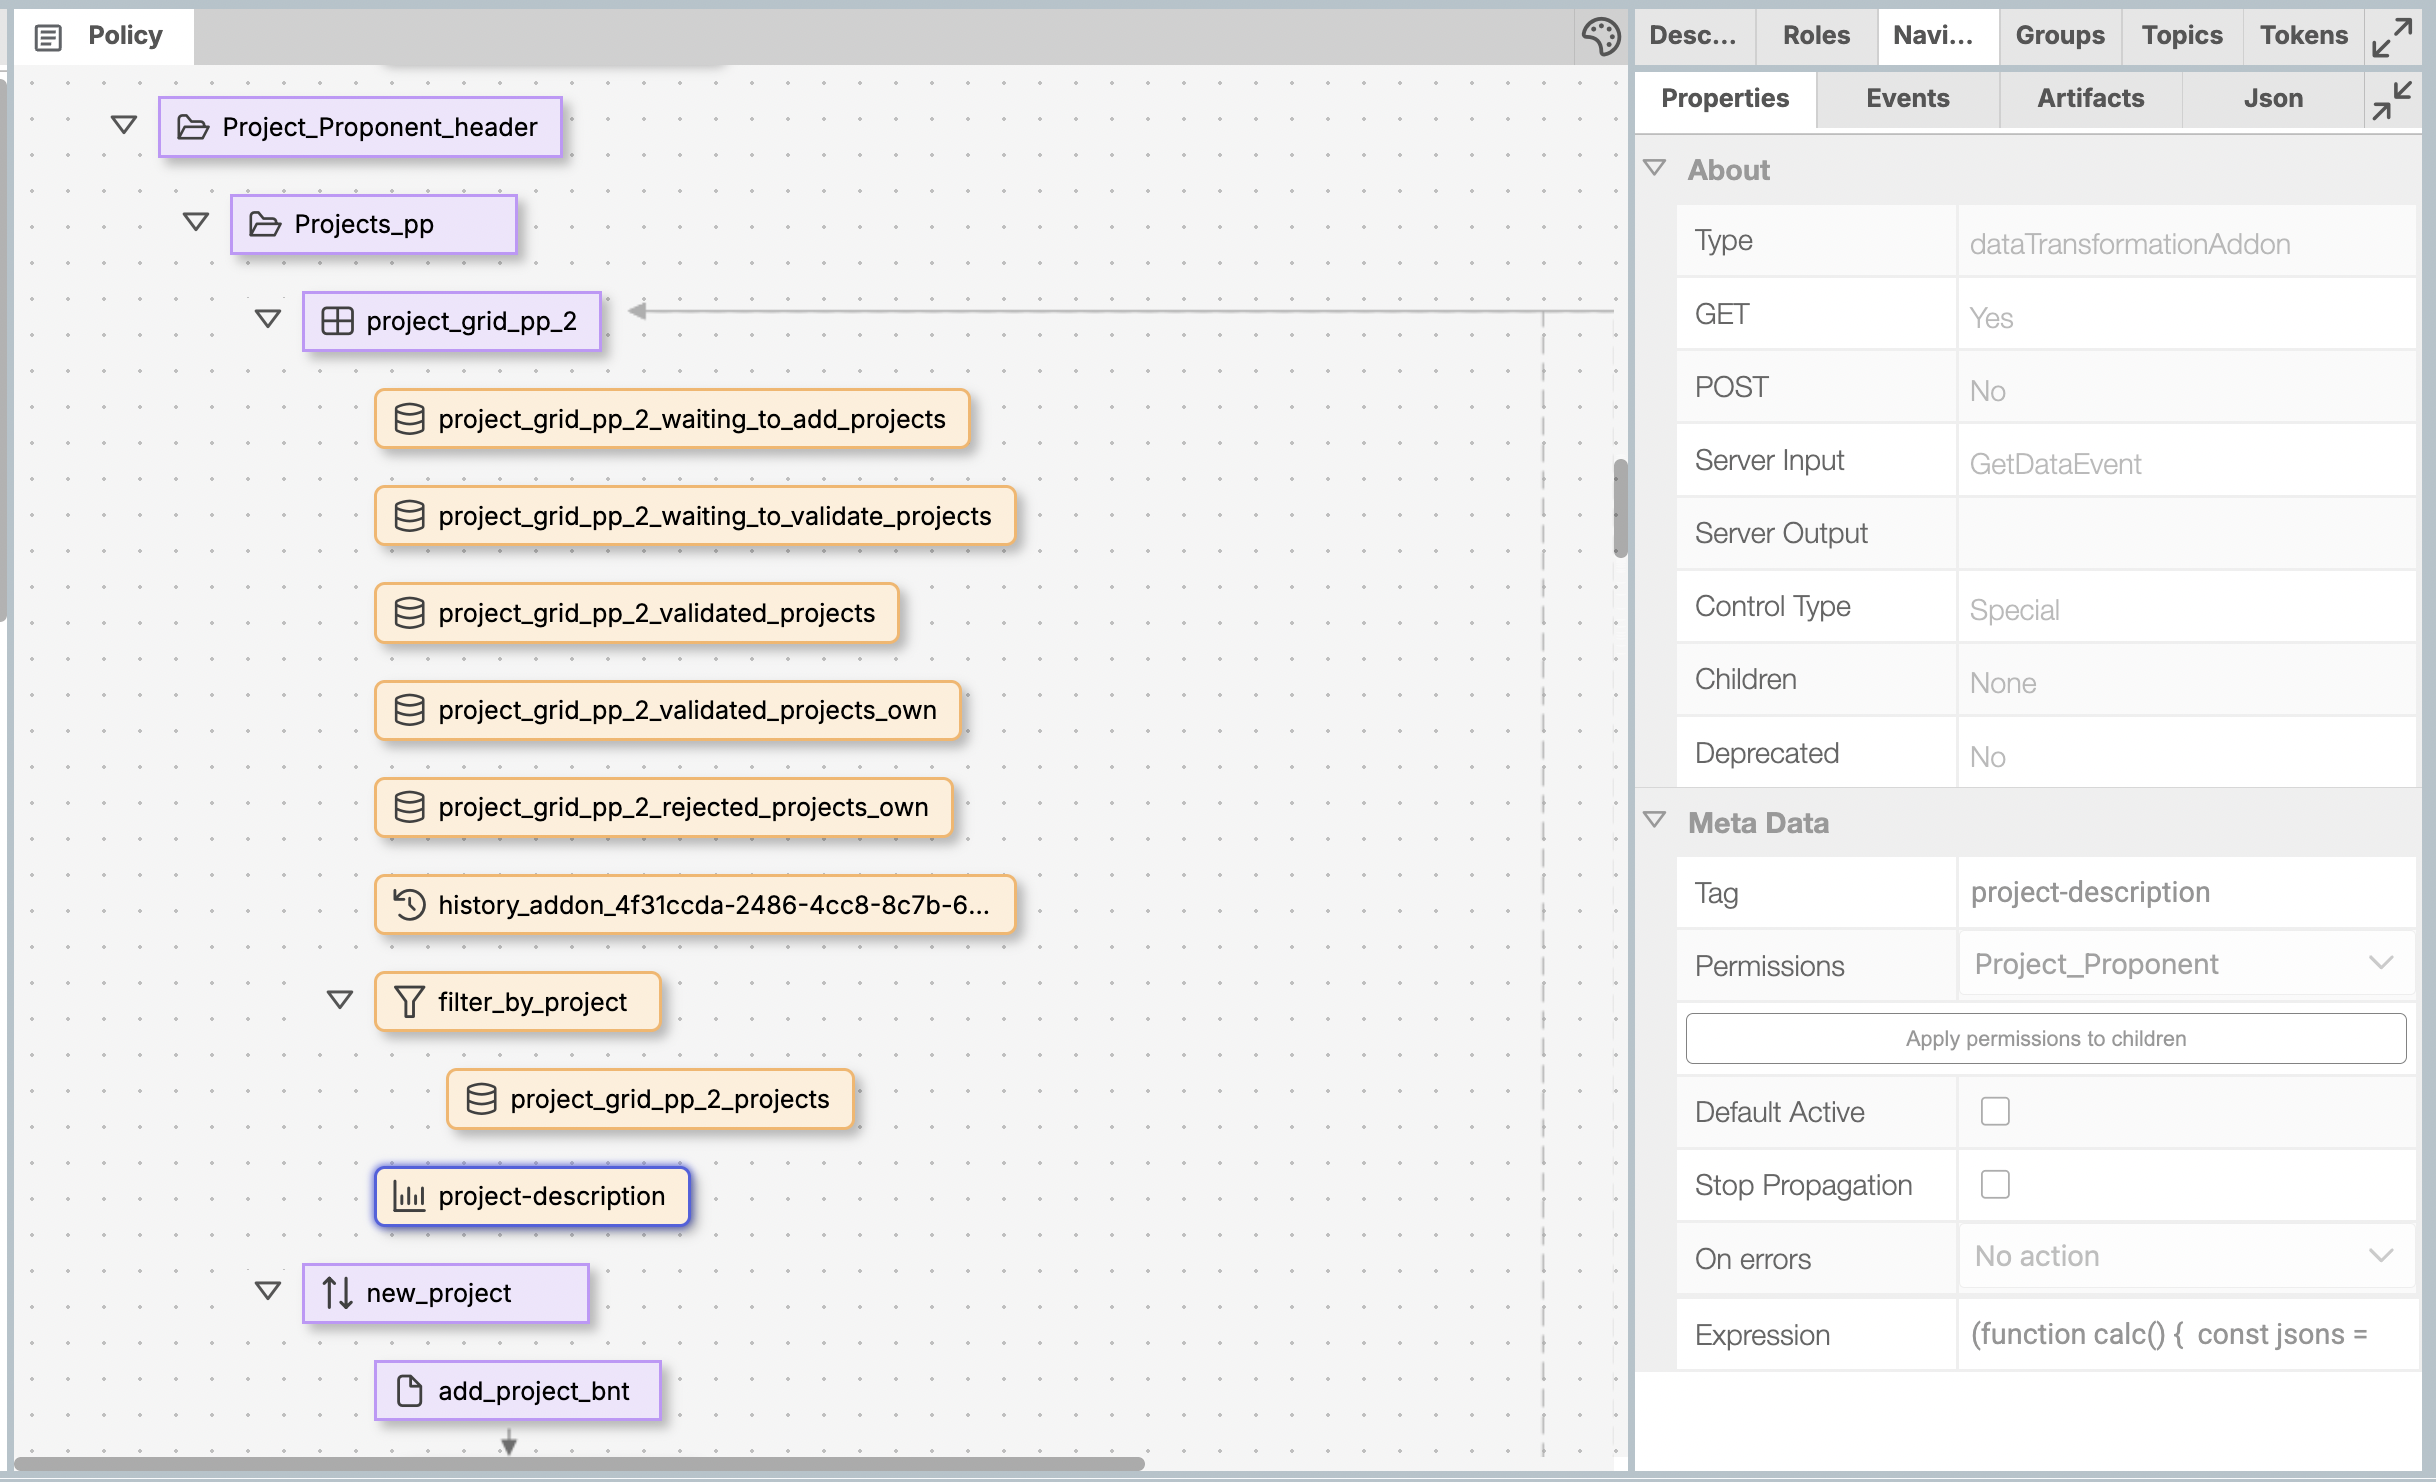 Policy
Project_Proponent_header
Projects_pp
project_grid_pp_2
project_grid_pp_2_waiting_to_add_projects
project_grid_pp_2_waiting_to_validate_projects
project_grid_pp_2_validated_projects
project_grid_pp_2_validated_projects_own
project_grid_pp_2_rejected_projects_own
history_addon_4f31ccda-2486-4cc8-8c7b-6...
filter_by_project
project_grid_pp_2_projects
project-description
new_project
add_project_bnt
Desc... Roles Navi... Groups Topics Tokens
Properties Events Artifacts Json
About
Type dataTransformationAddon
GET Yes
POST No
Server Input GetDataEvent
Server Output
Control Type Special
Children None
Deprecated No
Meta Data
Tag project-description
Permissions Project_Proponent
Apply permissions to children
Default Active
Stop Propagation
On errors No action
Expression (function calc() { const jsons =